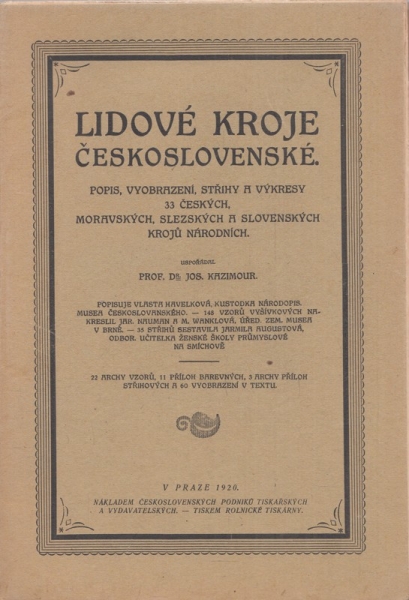 LIDOVÉ KROJE
ČESKOSLOVENSKÉ.
POPIS, VYOBRAZENÍ, STŘIHY A VÝKRESY
33 ČESKÝCH,
MORAVSKÝCH, SLEZSKÝCH A SLOVENSKÝCH
KROJŮ NÁRODNÍCH.
USPOŘÁDAL
PROF. DR. JOS. KAZIMOUR.
POPISUJE VLASTA HAVELKOVÁ, KUSTODKA NÁRODOPIS.
MUSEA ČESKOSLOVANSKÉHO. — 148 VZORŮ VYŠÍVKOVÝCH NA-
KRESLIL JAR. NAUMAN A M. WANKLOVÁ, ÚŘED. ZEM. MUSEA
V BRNĚ. — 35 STŘIHŮ SESTAVILA JARMILA AUGUSTOVÁ,
ODBOR. UČITELKA ŽENSKÉ ŠKOLY PRŮMYSLOVÉ
NA SMÍCHOVĚ
22 ARCHY VZORŮ, 11 PŘÍLOH BAREVNÝCH, 3 ARCHY PŘÍLOH
STŘIHOVÝCH A 60 VYOBRAZENÍ V TEXTU.
V PRAZE 1920.
NÁKLADEM ČESKOSLOVENSKÝCH PODNIKŮ TISKAŘSKÝCH
A VYDAVATELSKÝCH. — TISKEM ROLNICKÉ TISKÁRNY.